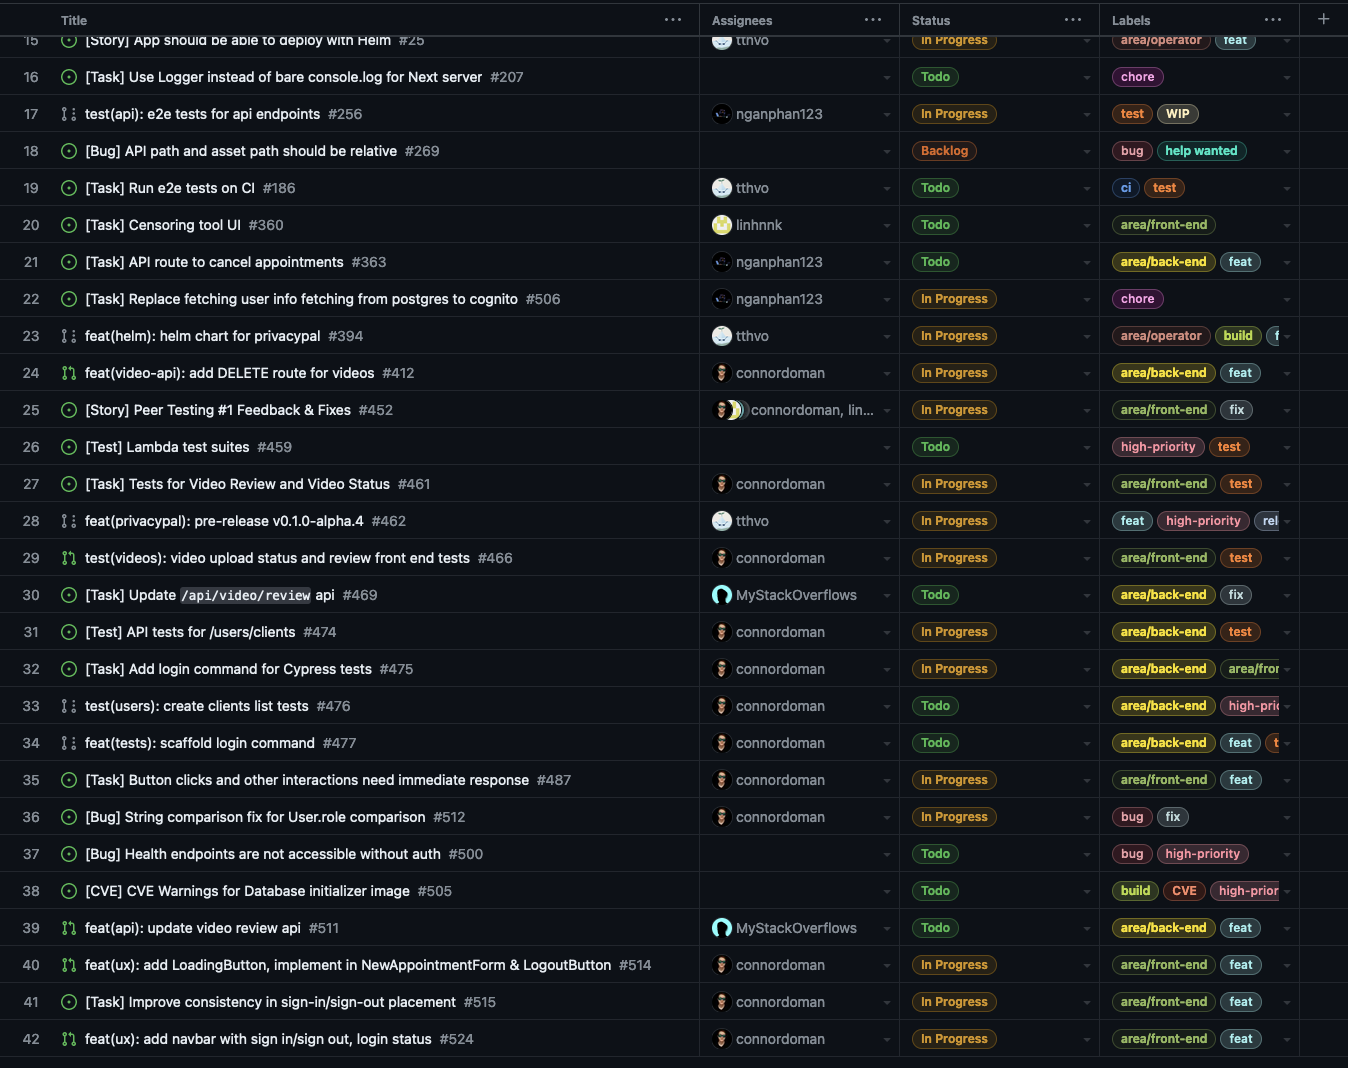 Title ... Assignees ... Status ... Labels ... +
15 [Story] App should be able to deploy with Helm #25 tthvo In Progress area/operator feat
16 [Task] Use Logger instead of bare console.log for Next server #207 Todo chore
17 test(api): e2e tests for api endpoints #256 nganphan123 In Progress test WIP
18 [Bug] API path and asset path should be relative #269 Backlog bug help wanted
19 [Task] Run e2e tests on CI #186 tthvo Todo ci test
20 [Task] Censoring tool UI #360 linhnnk Todo area/front-end
21 [Task] API route to cancel appointments #363 nganphan123 Todo area/back-end feat
22 [Task] Replace fetching user info fetching from postgres to cognito #506 nganphan123 In Progress chore
23 feat(helm): helm chart for privacypal #394 tthvo In Progress area/operator build f
24 feat(video-api): add DELETE route for videos #412 connordoman In Progress area/back-end feat
25 [Story] Peer Testing #1 Feedback & Fixes #452 connordoman, lin... In Progress area/front-end fix
26 [Test] Lambda test suites #459 Todo high-priority test
27 [Task] Tests for Video Review and Video Status #461 connordoman In Progress area/front-end test
28 feat(privacypal): pre-release v0.1.0-alpha.4 #462 tthvo In Progress feat high-priority rel
29 test(videos): video upload status and review front end tests #466 connordoman In Progress area/front-end test
30 [Task] Update /api/video/review api #469 MyStackOverflows Todo area/back-end fix
31 [Test] API tests for /users/clients #474 connordoman In Progress area/back-end test
32 [Task] Add login command for Cypress tests #475 connordoman In Progress area/back-end area/fror
33 test(users): create clients list tests #476 connordoman Todo area/back-end high-pric
34 feat(tests): scaffold login command #477 connordoman Todo area/back-end feat t
35 [Task] Button clicks and other interactions need immediate response #487 connordoman In Progress area/front-end feat
36 [Bug] String comparison fix for User.role comparison #512 connordoman In Progress bug fix
37 [Bug] Health endpoints are not accessible without auth #500 Todo bug high-priority
38 [CVE] CVE Warnings for Database initializer image #505 Todo build CVE high-prior
39 feat(api): update video review api #511 MyStackOverflows Todo area/back-end feat
40 feat(ux): add LoadingButton, implement in NewAppointmentForm & LogoutButton #514 connordoman In Progress area/front-end feat
41 [Task] Improve consistency in sign-in/sign-out placement #515 connordoman In Progress area/front-end feat
42 feat(ux): add navbar with sign in/sign out, login status #524 connordoman In Progress area/front-end feat